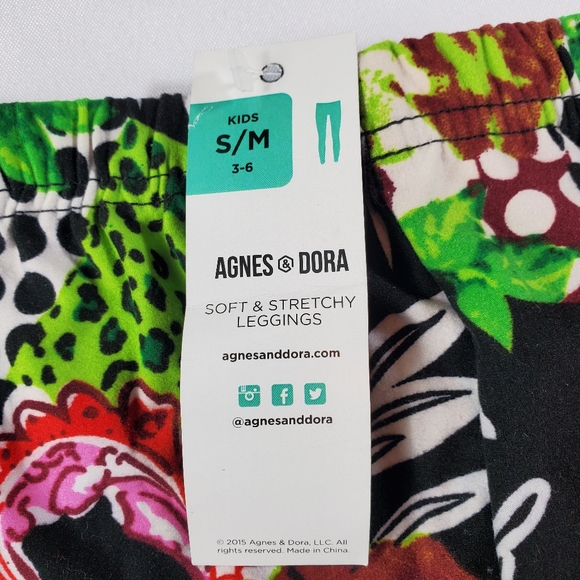 KIDS
S/M
3-6
AGNES & DORA
SOFT & STRETCHY
LEGGINGS
agnesanddora.com
@agnesanddora
© 2015 Agnes & Dora, LLC. All
rights reserved. Made in China.